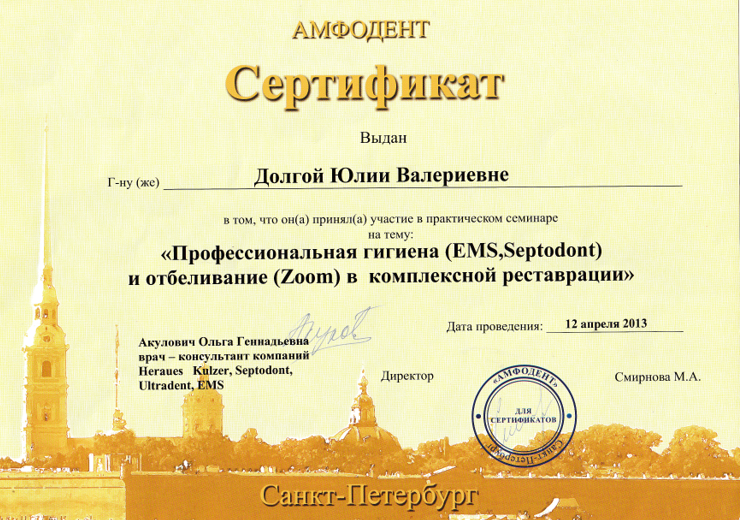 АМФОДЕНТ
Сертификат
Выдан
Г-ну (же) Долгой Юлии Валериевне
в том, что он(а) принял(а) участие в практическом семинаре
на тему:
«Профессиональная гигиена (EMS,Septodont)
и отбеливание (Zoom) в комплексной реставрации»
Дата проведения: 12 апреля 2013
Акулович Ольга Геннадьевна
врач – консультант компаний
Heraues Kulzer, Septodont,
Ultradent, EMS
Директор
Смирнова М.А.
«АМФОДЕНТ»
ДЛЯ
СЕРТИФИКАТОВ
Санкт-Петербург
Санкт-Петербург